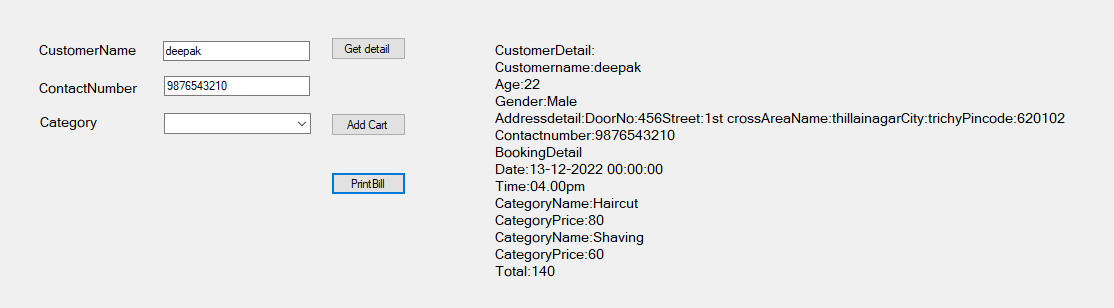 CustomerName deepak Get detail
ContactNumber 9876543210
Category Add Cart
PrintBill
CustomerDetail:
Customername:deepak
Age:22
Gender:Male
Addressdetail:DoorNo:456Street:1st crossAreaName:thillainagarCity:trichyPincode:620102
Contactnumber:9876543210
BookingDetail
Date:13-12-2022 00:00:00
Time:04.00pm
CategoryName:Haircut
CategoryPrice:80
CategoryName:Shaving
CategoryPrice:60
Total:140